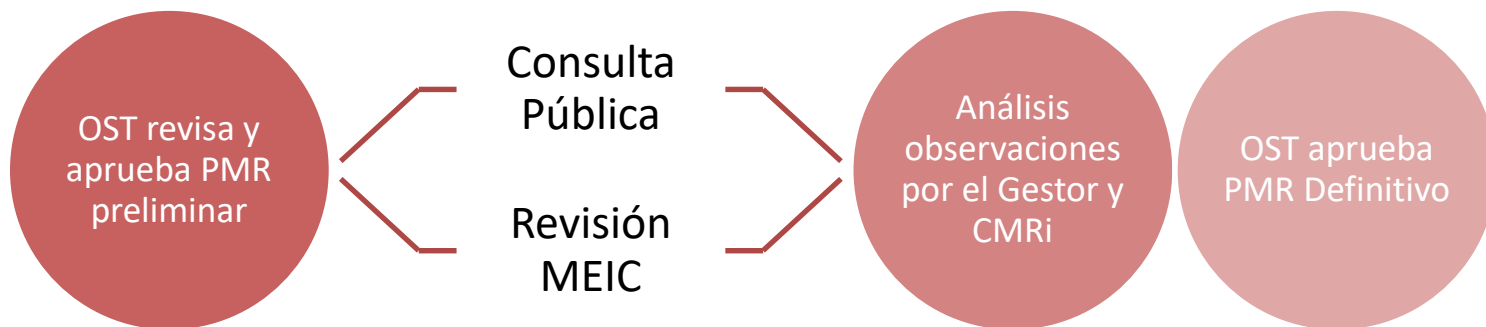 OST revisa y
aprueba PMR
preliminar
Consulta
Pública
Revisión
MEIC
Análisis
observaciones
por el Gestor y
CMRi
OST aprueba
PMR Definitivo